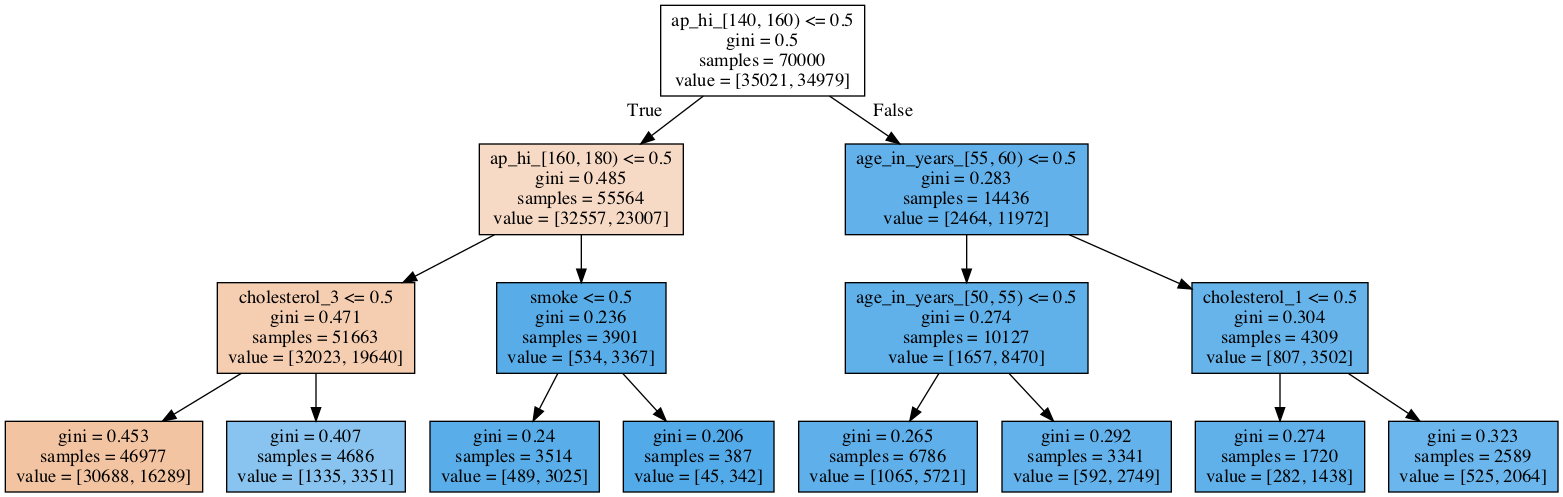 ap_hi_[140, 160) <= 0.5
gini = 0.5
samples = 70000
value = [35021, 34979]
True
False
ap_hi_[160, 180) <= 0.5
gini = 0.485
samples = 55564
value = [32557, 23007]
age_in_years_[55, 60) <= 0.5
gini = 0.283
samples = 14436
value = [2464, 11972]
cholesterol_3 <= 0.5
gini = 0.471
samples = 51663
value = [32023, 19640]
smoke <= 0.5
gini = 0.236
samples = 3901
value = [534, 3367]
age_in_years_[50, 55) <= 0.5
gini = 0.274
samples = 10127
value = [1657, 8470]
cholesterol_1 <= 0.5
gini = 0.304
samples = 4309
value = [807, 3502]
gini = 0.453
samples = 46977
value = [30688, 16289]
gini = 0.407
samples = 4686
value = [1335, 3351]
gini = 0.24
samples = 3514
value = [489, 3025]
gini = 0.206
samples = 387
value = [45, 342]
gini = 0.265
samples = 6786
value = [1065, 5721]
gini = 0.292
samples = 3341
value = [592, 2749]
gini = 0.274
samples = 1720
value = [282, 1438]
gini = 0.323
samples = 2589
value = [525, 2064]